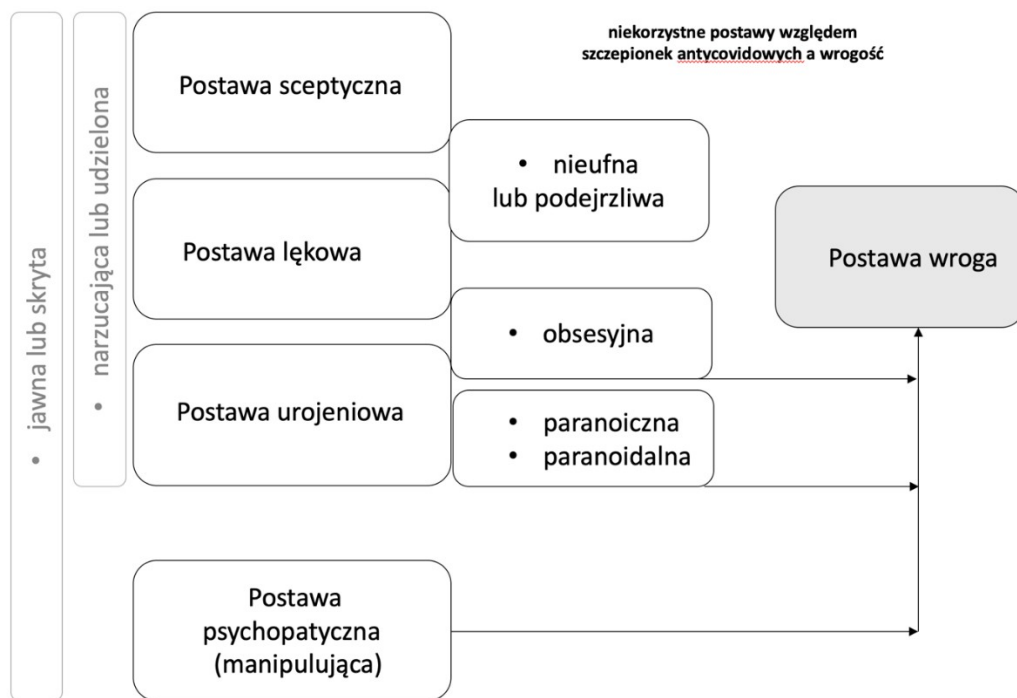 niekorzystne postawy względem
szczepionek antycovidowych a wrogość
• jawna lub skryta
• narzucająca lub udzielona
Postawa sceptyczna
• nieufna
lub podejrzliwa
Postawa lękowa
Postawa wroga
• obsesyjna
Postawa urojeniowa
• paranoiczna
• paranoidalna
Postawa
psychopatyczna
(manipulująca)